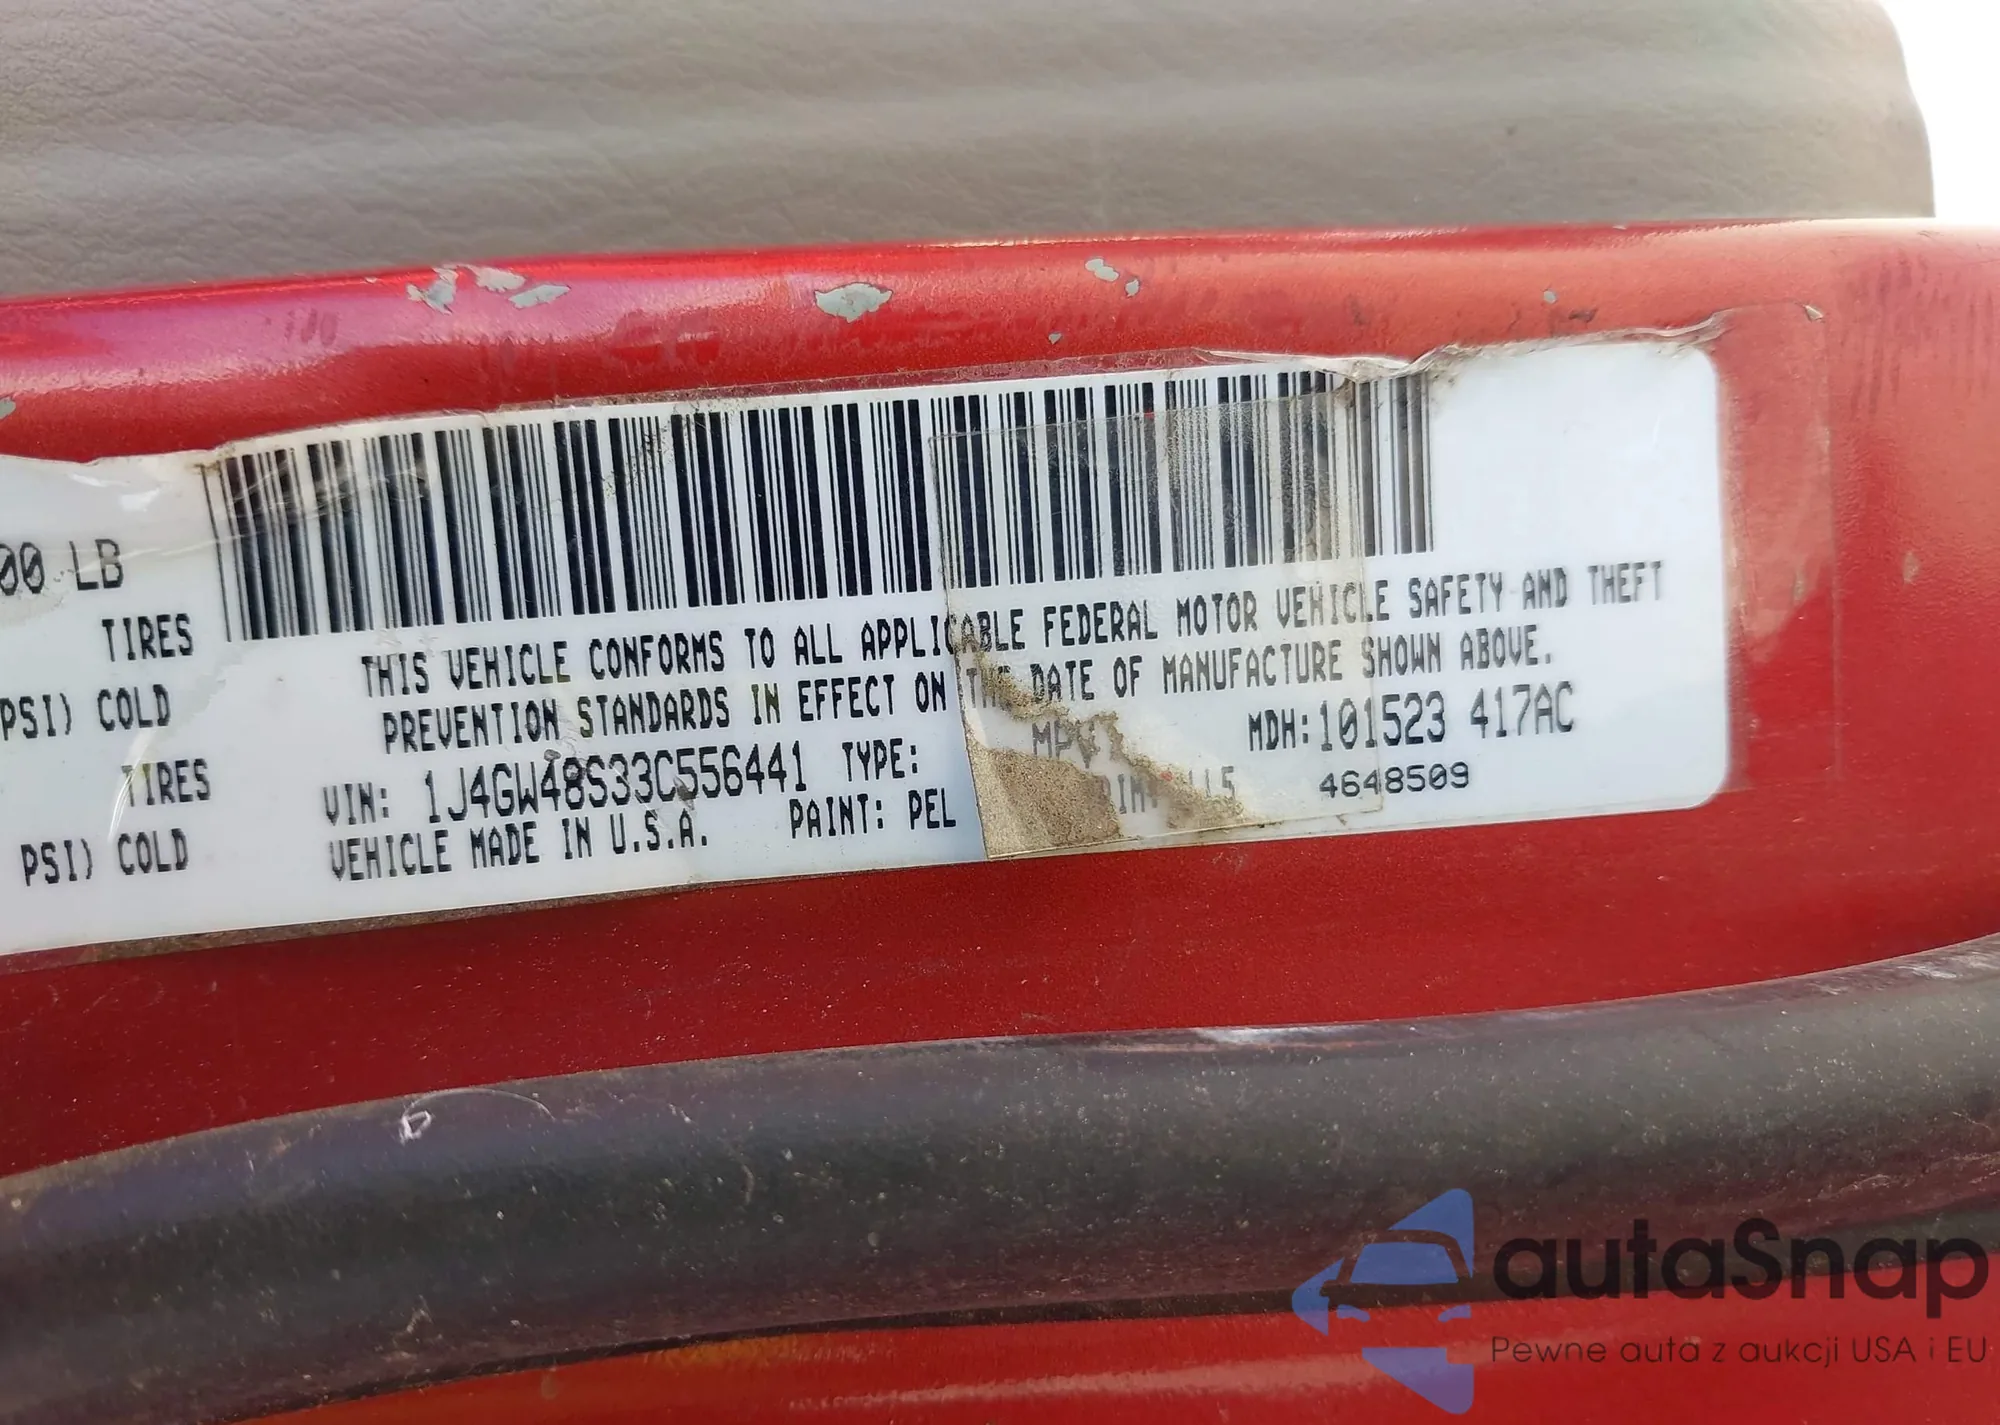 00 LB
TIRES
PSI) COLD
TIRES
PSI) COLD
THIS VEHICLE CONFORMS TO ALL APPLICABLE FEDERAL MOTOR VEHICLE SAFETY AND THEFT
PREVENTION STANDARDS IN EFFECT ON THE DATE OF MANUFACTURE SHOWN ABOVE.
VIN: 1J4GW48S33C556441 TYPE: MPV MDH:101523 417AC
VEHICLE MADE IN U.S.A. PAINT: PEL 4648509
autaSnap
Pewne auta z aukcji USA i EU